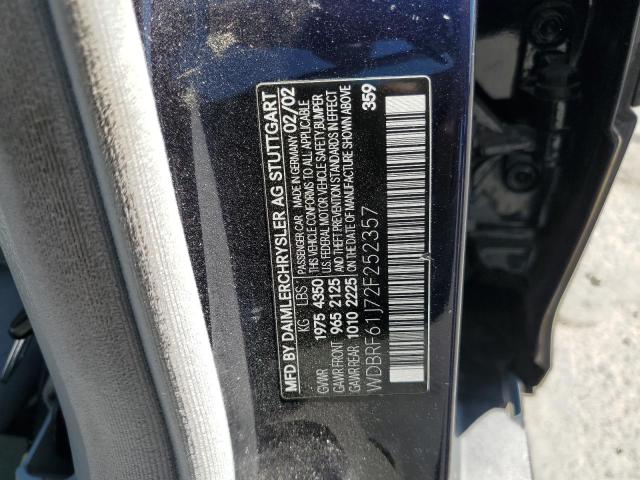 MFD BY DAIMLERCHRYSLER AG STUTTGART
PASSENGER CAR MADE IN GERMANY 02/02
KG LBS THIS VEHICLE CONFORMS TO ALL APPLICABLE
GVWR 1975 4350 U.S. FEDERAL MOTOR VEHICLE SAFETY BUMPER
GAWR FRONT 965 2125 AND THEFT PREVENTION STANDARDS IN EFFECT
GAWR REAR 1010 2225 ON THE DATE OF MANUFACTURE SHOWN ABOVE
359
WDBRF61J72F252357